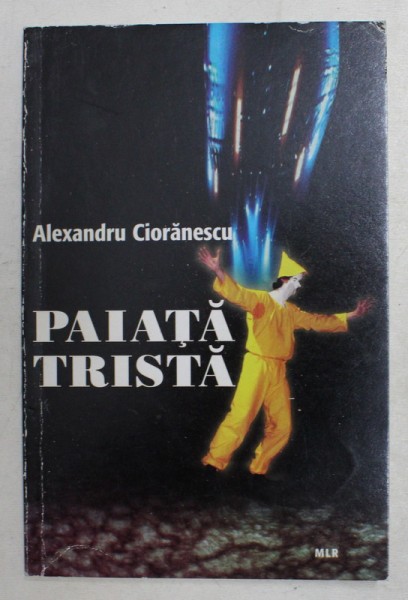 Alexandru Ciorănescu
PAIAȚĂ
TRISTĂ
MLR